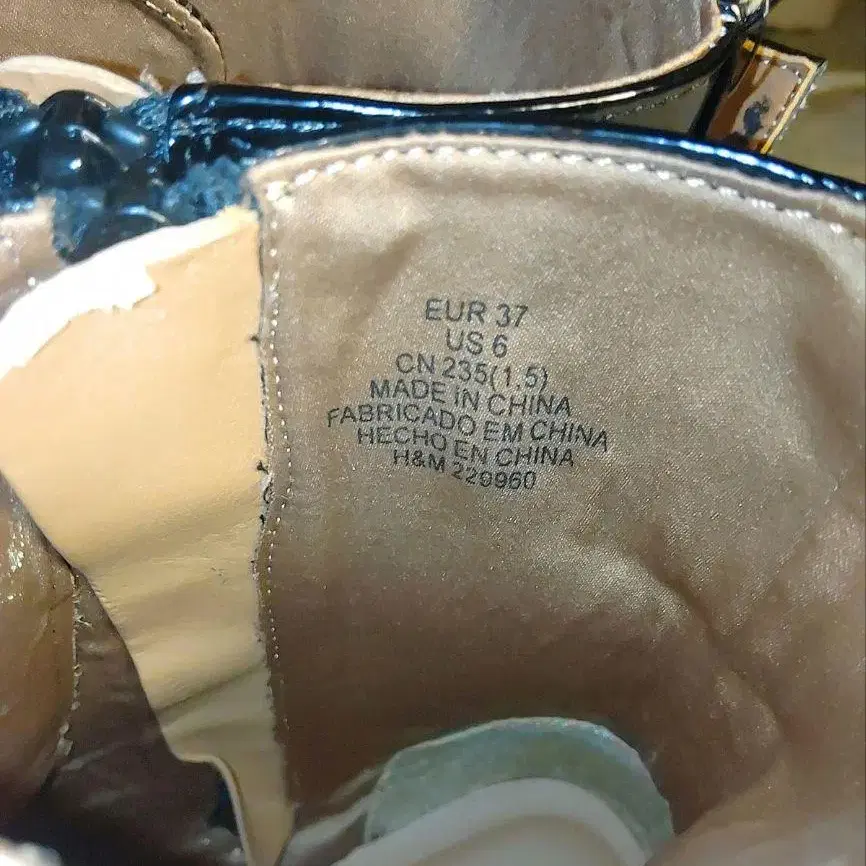 EUR 37
US 6
CN 235(1.5)
MADE IN CHINA
FABRICADO EM CHINA
HECHO EN CHINA
H&M 229960